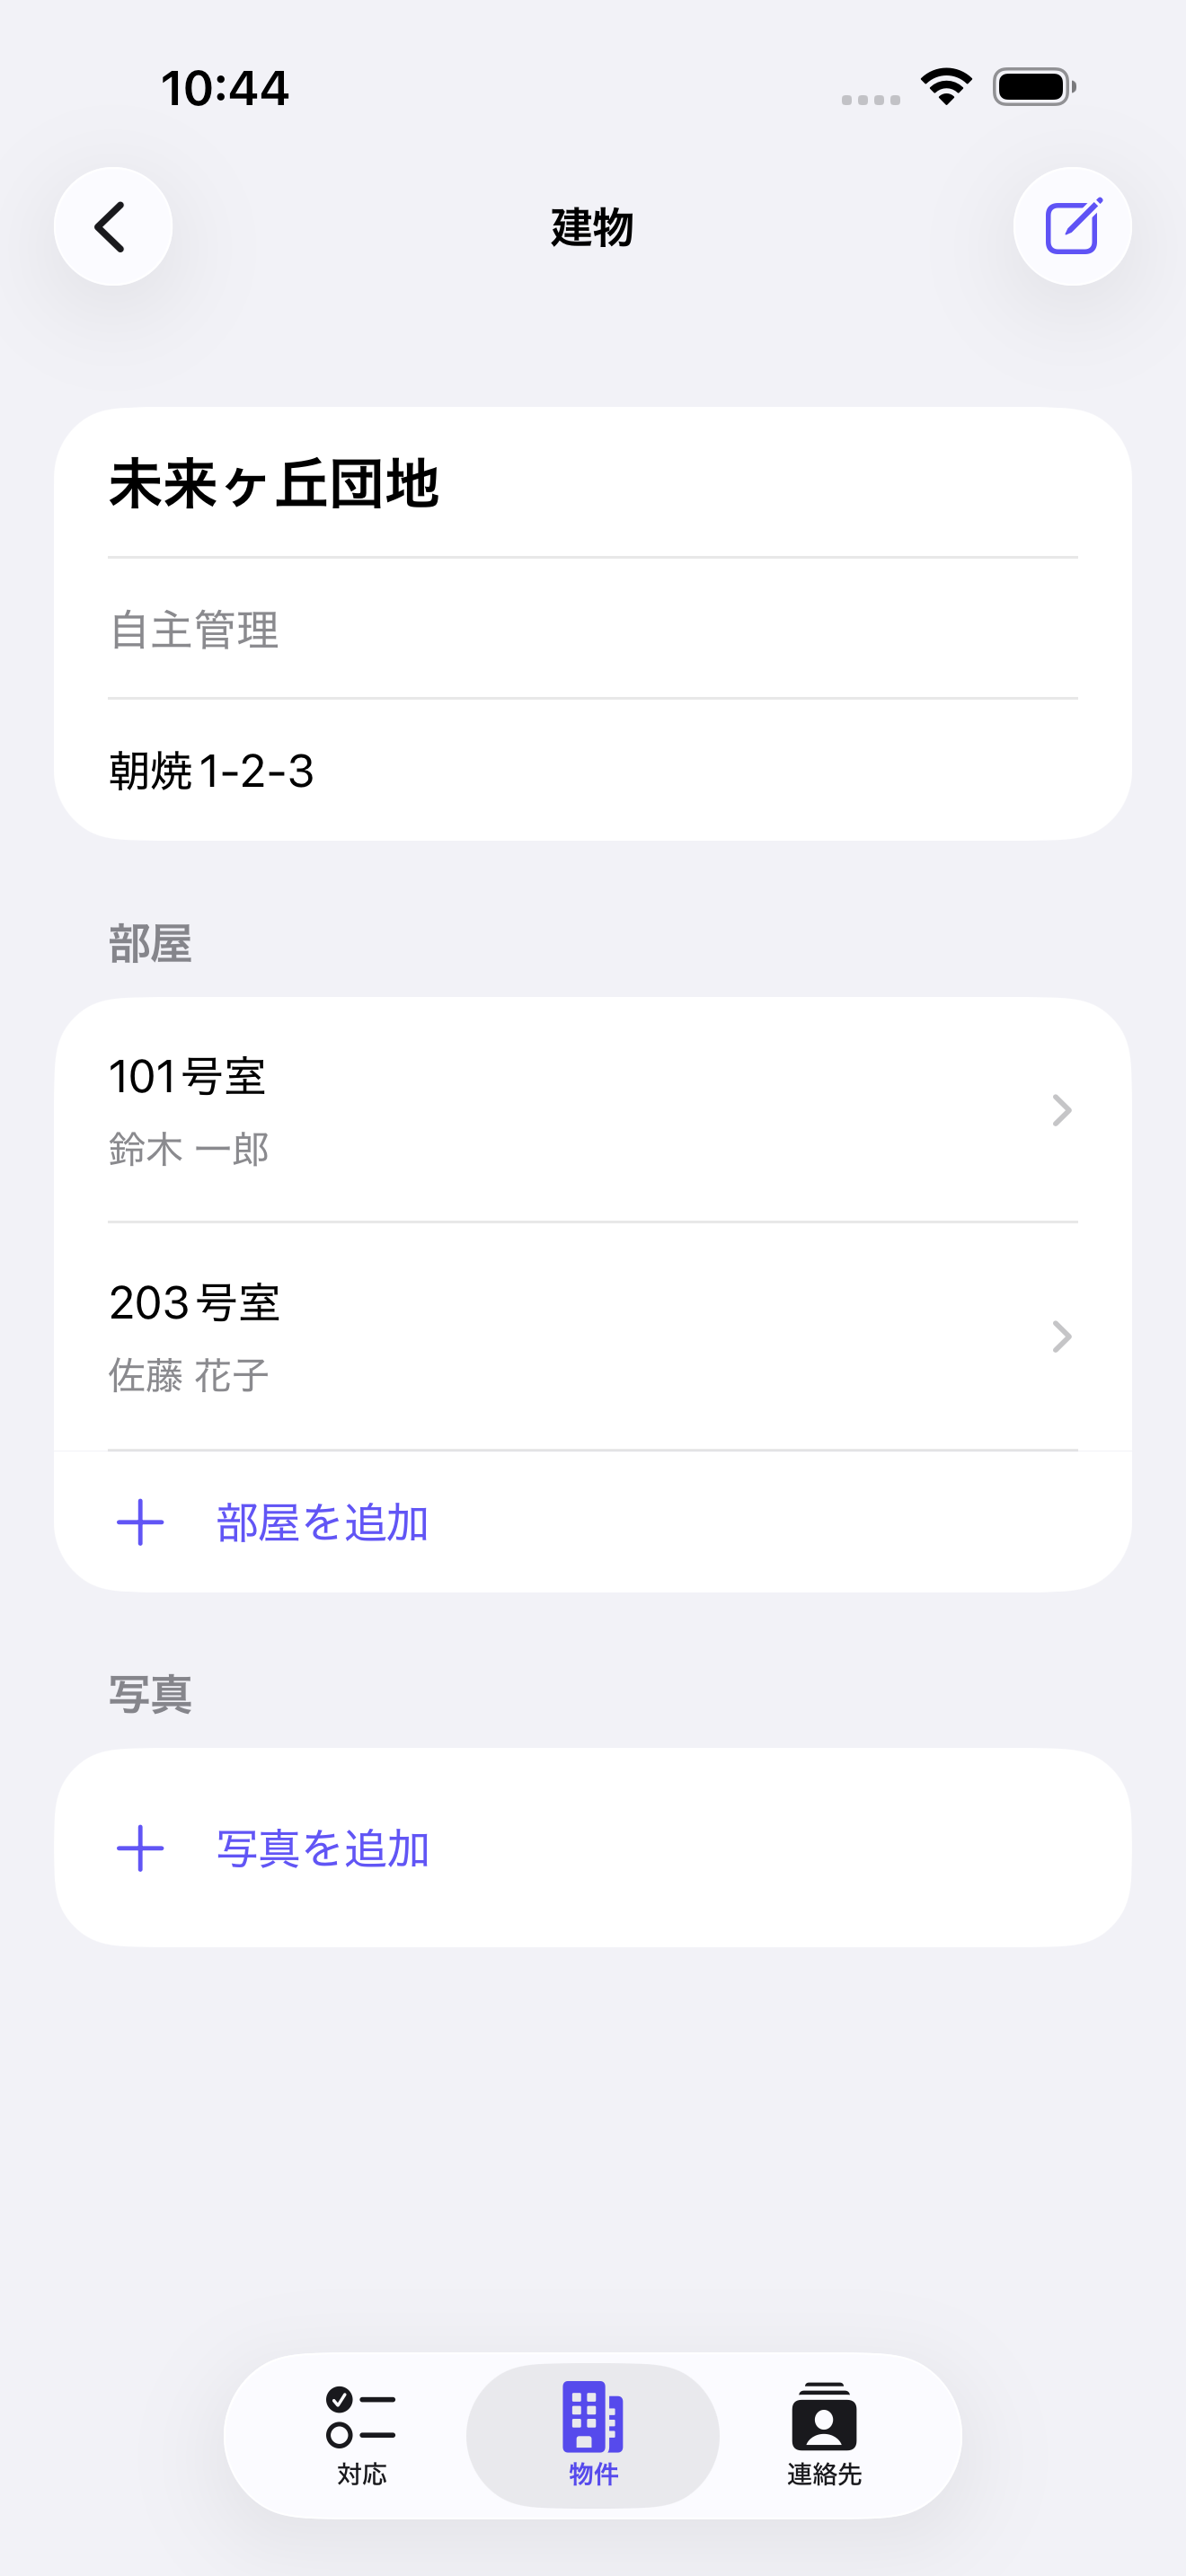 10:44
建物
未来ヶ丘団地
自主管理
朝焼1-2-3
部屋
101号室
鈴木 一郎
203号室
佐藤 花子
部屋を追加
写真
写真を追加
対応
物件
連絡先